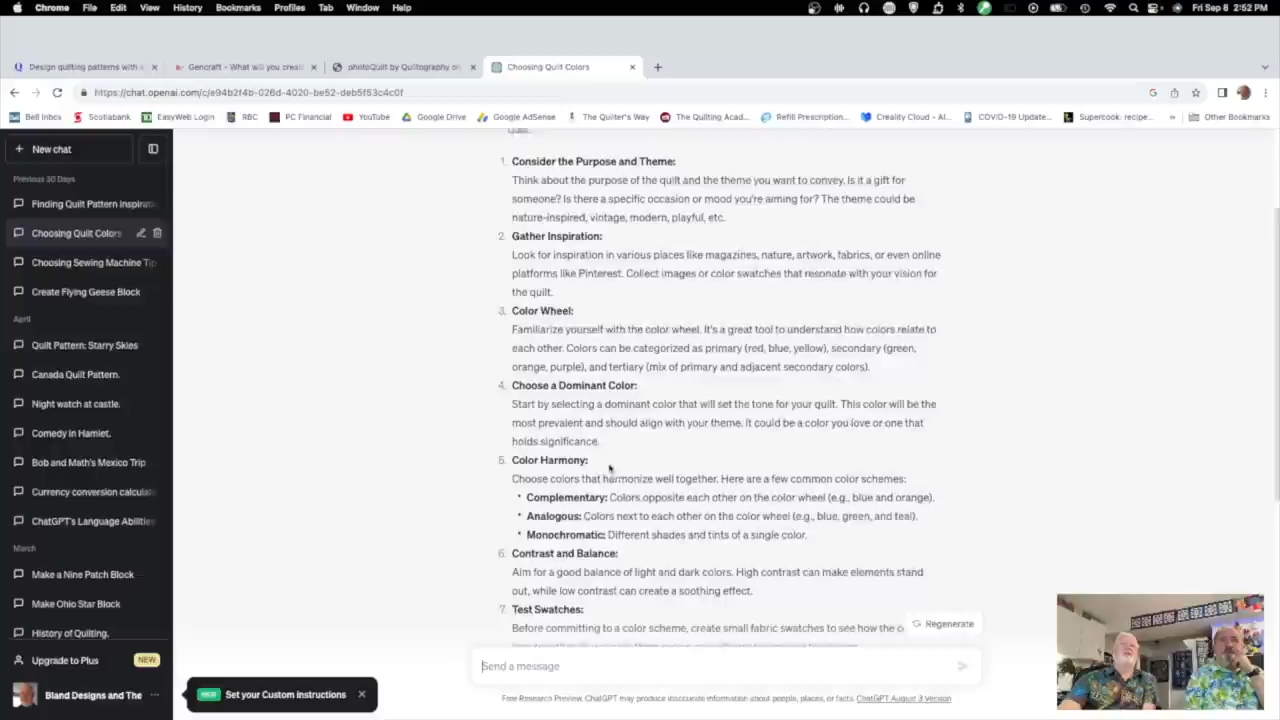 Chrome File Edit View History Bookmarks Profiles Tab Window Help Fri Sep 8 2:52 PM
Design quilting patterns with Gencraft - What will you creat photoQuilt by Quiltography or Choosing Quilt Colors
https://chat.openai.com/c/e94b2f4b-026d-4020-be52-deb5f53c4c0f
Bell Inbox Scotiabank EasyWeb Login RBC PC Financial YouTube Google Drive Google AdSense The Quilter's Way The Quilting Acad... Refill Prescription... Creality Cloud - Al... COVID-19 Update... Supercook: recipe... Other Bookmarks
New chat
Previous 30 Days
Finding Quilt Pattern Inspirati
Choosing Quilt Colors
Choosing Sewing Machine Tip
Create Flying Geese Block
April
Quilt Pattern: Starry Skies
Canada Quilt Pattern.
Night watch at castle.
Comedy in Hamlet.
Bob and Math's Mexico Trip
Currency conversion calculat
ChatGPT's Language Abilities
March
Make a Nine Patch Block
Make Ohio Star Block
History of Quilting.
Upgrade to Plus NEW
Bland Designs and The ...
quilt:
1. Consider the Purpose and Theme:
Think about the purpose of the quilt and the theme you want to convey. Is it a gift for
someone? Is there a specific occasion or mood you're aiming for? The theme could be
nature-inspired, vintage, modern, playful, etc.
2. Gather Inspiration:
Look for inspiration in various places like magazines, nature, artwork, fabrics, or even online
platforms like Pinterest. Collect images or color swatches that resonate with your vision for
the quilt.
3. Color Wheel:
Familiarize yourself with the color wheel. It's a great tool to understand how colors relate to
each other. Colors can be categorized as primary (red, blue, yellow), secondary (green,
orange, purple), and tertiary (mix of primary and adjacent secondary colors).
4. Choose a Dominant Color:
Start by selecting a dominant color that will set the tone for your quilt. This color will be the
most prevalent and should align with your theme. It could be a color you love or one that
holds significance.
5. Color Harmony:
Choose colors that harmonize well together. Here are a few common color schemes:
• Complementary: Colors opposite each other on the color wheel (e.g., blue and orange).
• Analogous: Colors next to each other on the color wheel (e.g., blue, green, and teal).
• Monochromatic: Different shades and tints of a single color.
6. Contrast and Balance:
Aim for a good balance of light and dark colors. High contrast can make elements stand
out, while low contrast can create a soothing effect.
7. Test Swatches:
Before committing to a color scheme, create small fabric swatches to see how the c
Regenerate
Send a message
NEW Set your Custom instructions
Free Research Preview. ChatGPT may produce inaccurate information about people, places, or facts. ChatGPT August 3 Version